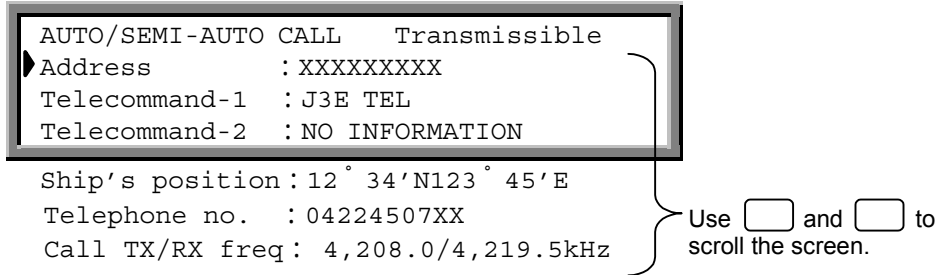 AUTO/SEMI-AUTO CALL Transmissible
Address : XXXXXXXXX
Telecommand-1 : J3E TEL
Telecommand-2 : NO INFORMATION
Ship's position : 12˚ 34′N123˚ 45′E
Telephone no. : 04224507XX
Call TX/RX freq : 4,208.0/4,219.5kHz
Use and to
scroll the screen.